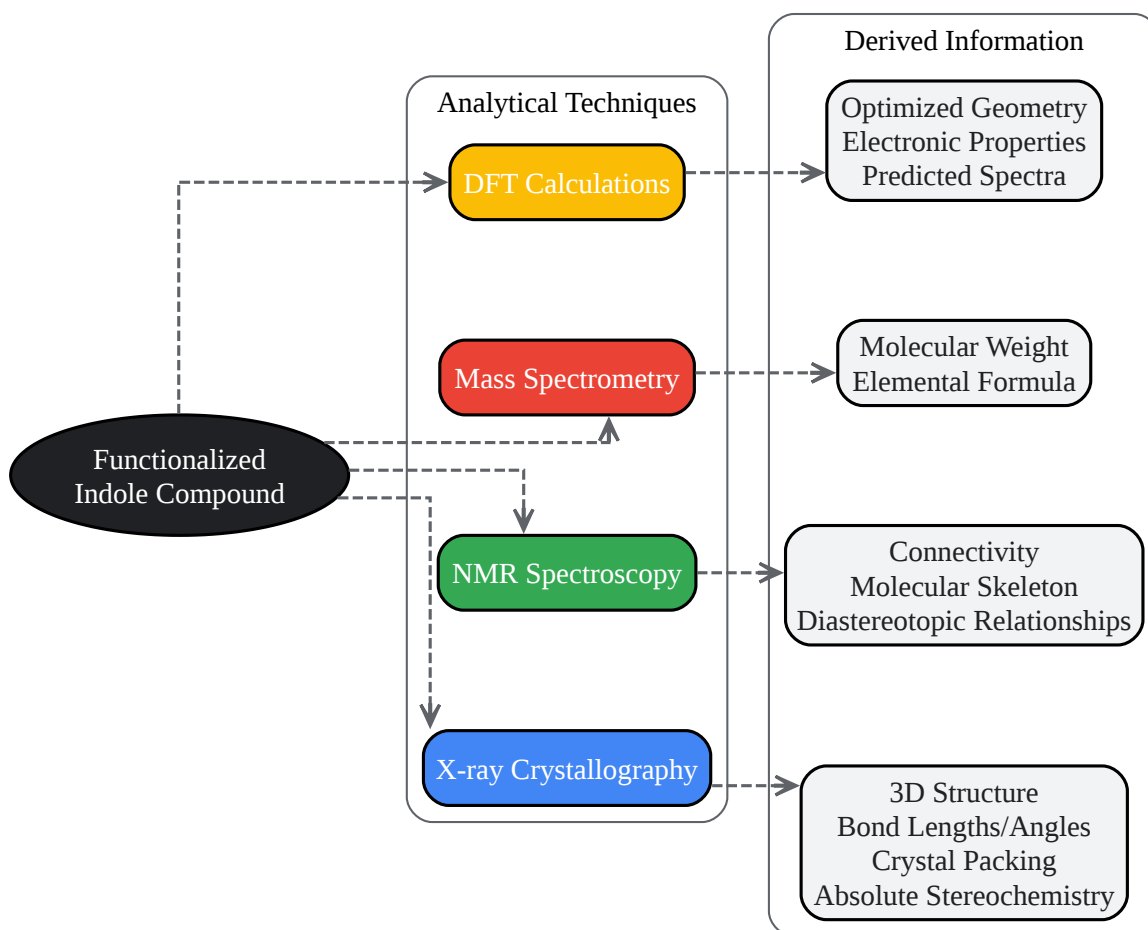 Derived Information
Analytical Techniques
Optimized Geometry
Electronic Properties
Predicted Spectra
DFT Calculations
Molecular Weight
Elemental Formula
Mass Spectrometry
Functionalized
Indole Compound
NMR Spectroscopy
Connectivity
Molecular Skeleton
Diastereotopic Relationships
X-ray Crystallography
3D Structure
Bond Lengths/Angles
Crystal Packing
Absolute Stereochemistry